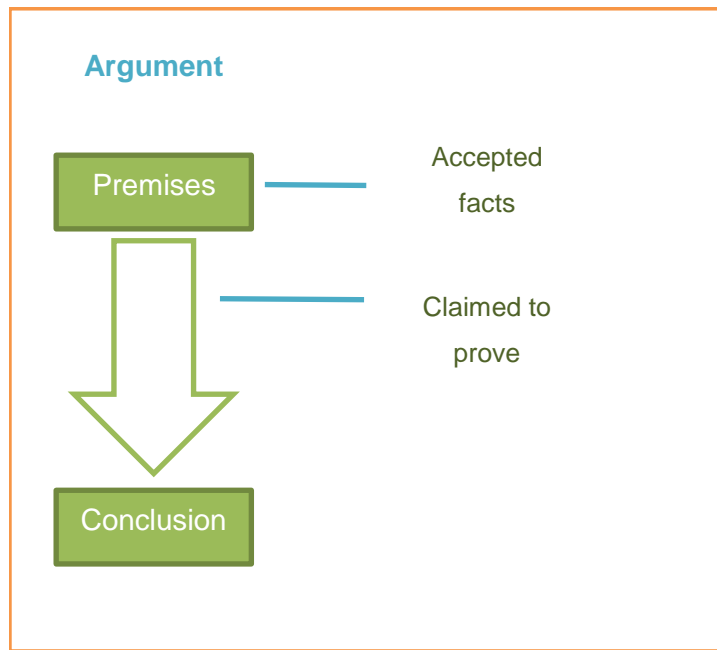 Argument
Premises
Accepted
facts
Claimed to
prove
Conclusion